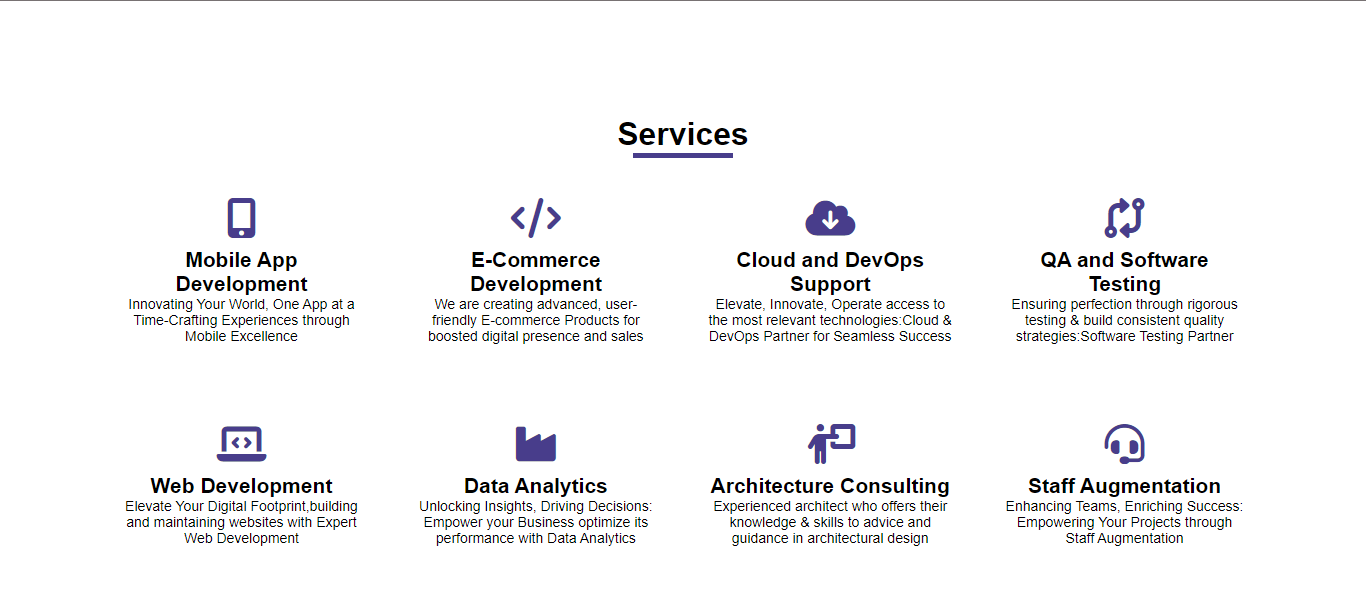 Services
Mobile App
Development
Innovating Your World, One App at a
Time-Crafting Experiences through
Mobile Excellence
E-Commerce
Development
We are creating advanced, user-
friendly E-commerce Products for
boosted digital presence and sales
Cloud and DevOps
Support
Elevate, Innovate, Operate access to
the most relevant technologies:Cloud &
DevOps Partner for Seamless Success
QA and Software
Testing
Ensuring perfection through rigorous
testing & build consistent quality
strategies:Software Testing Partner
Web Development
Elevate Your Digital Footprint,building
and maintaining websites with Expert
Web Development
Data Analytics
Unlocking Insights, Driving Decisions:
Empower your Business optimize its
performance with Data Analytics
Architecture Consulting
Experienced architect who offers their
knowledge & skills to advice and
guidance in architectural design
Staff Augmentation
Enhancing Teams, Enriching Success:
Empowering Your Projects through
Staff Augmentation